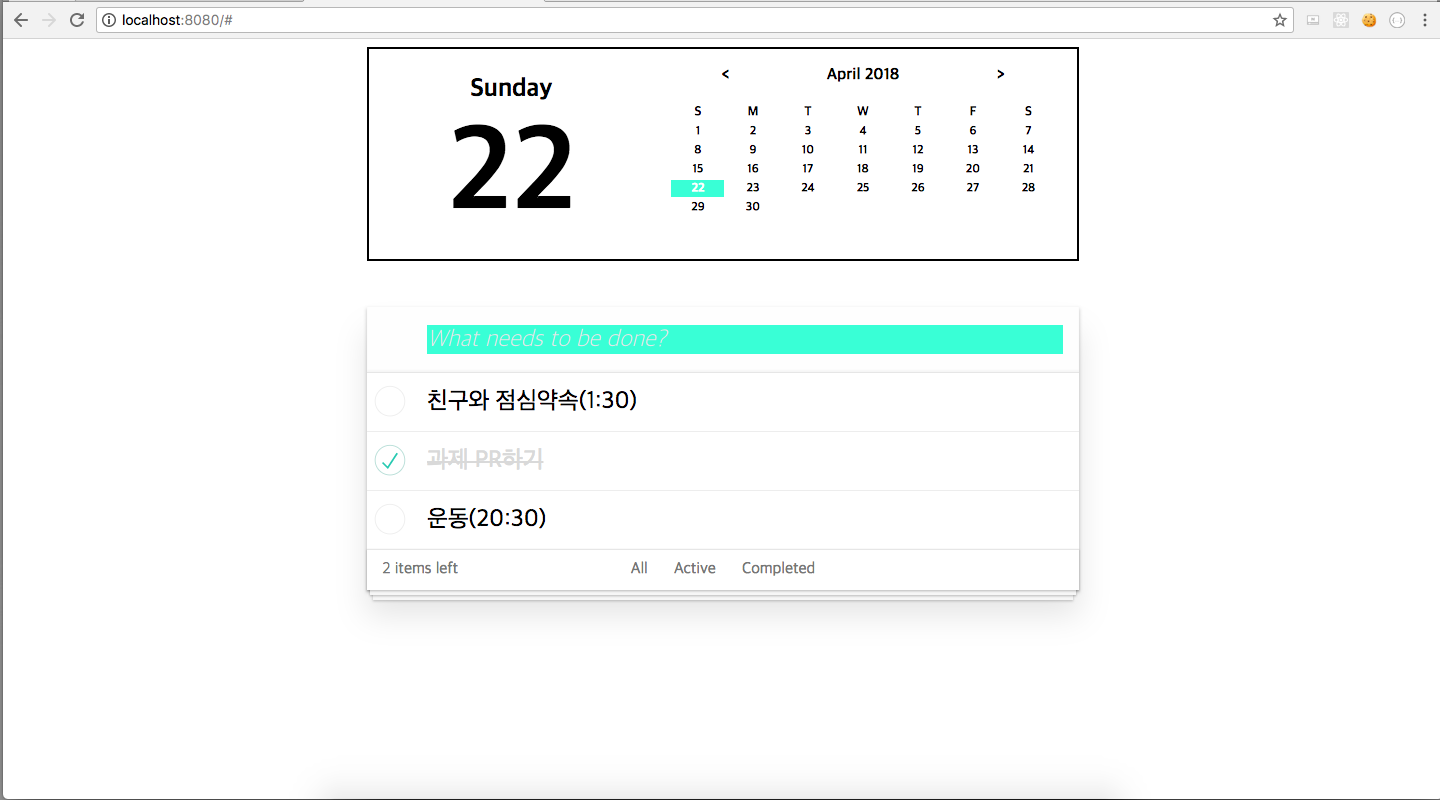 localhost:8080/#
Sunday
22
< April 2018 >
S M T W T F S
1 2 3 4 5 6 7
8 9 10 11 12 13 14
15 16 17 18 19 20 21
22 23 24 25 26 27 28
29 30
What needs to be done?
친구와 점심약속(1:30)
과제 PR하기
운동(20:30)
2 items left All Active Completed